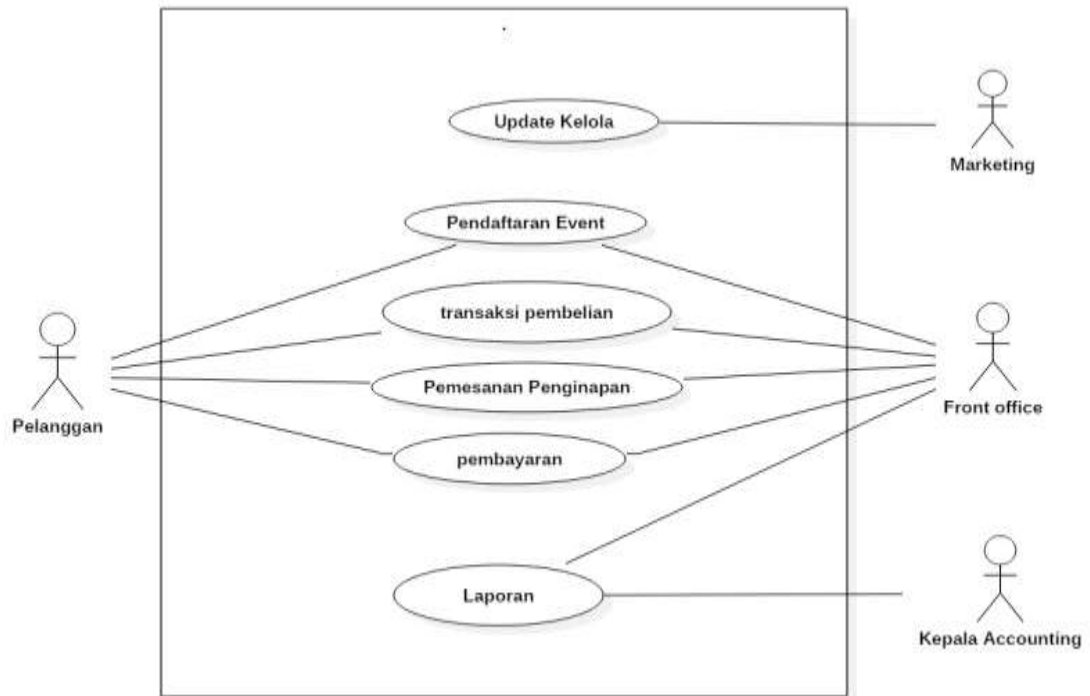 Update Kelola
Marketing
Pendaftaran Event
transaksi pembelian
Pemesanan Penginapan
Front office
Pelanggan
pembayaran
Laporan
Kepala Accounting